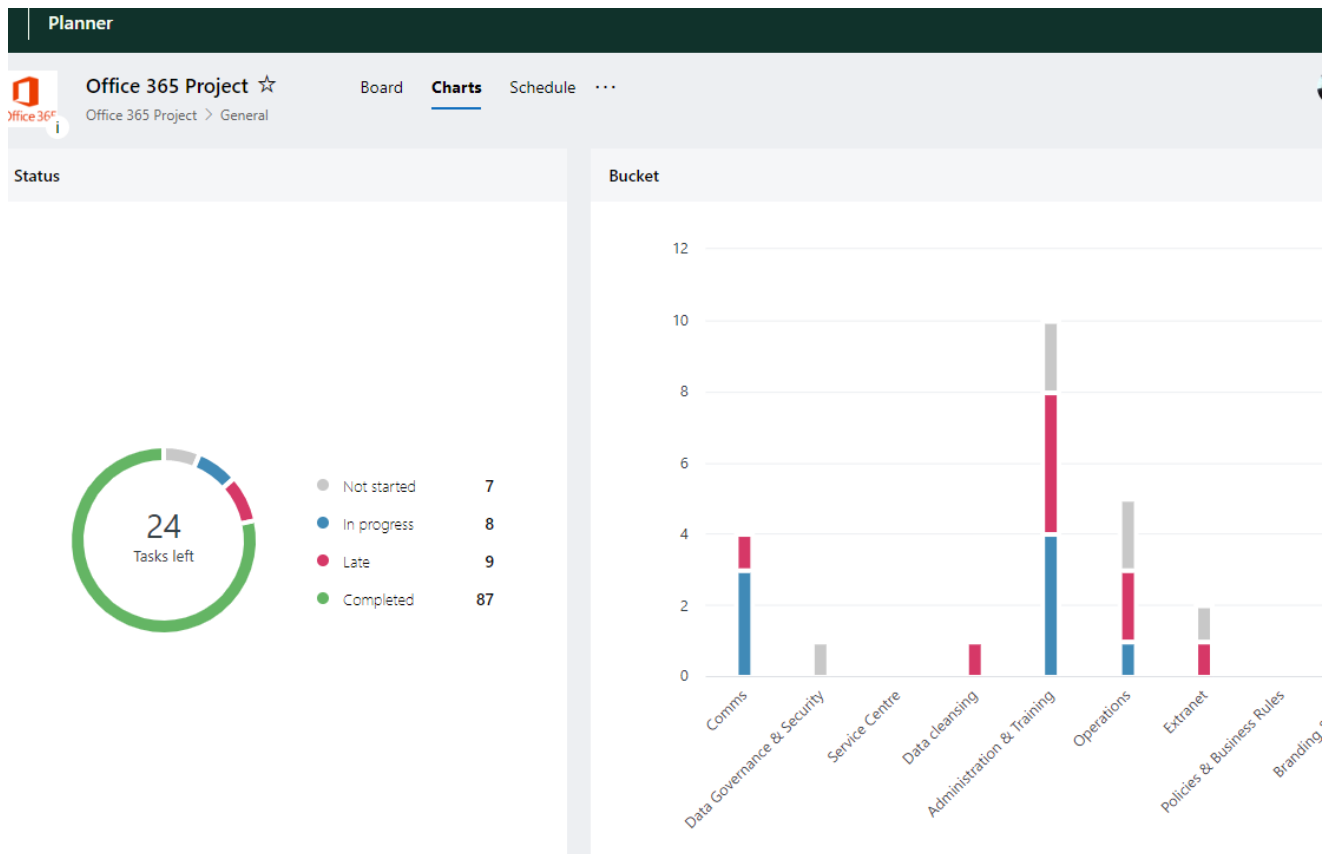 Planner
Office 365 Project
Board Charts Schedule ...
Office 365
Office 365 Project > General
i
Status
Bucket
12
10
8
6
4
2
0
24
Tasks left
Not started 7
In progress 8
Late 9
Completed 87
Comms
Data Governance & Security
Service Centre
Data cleansing
Administration & Training
Operations
Extranet
Policies & Business Rules
Branding